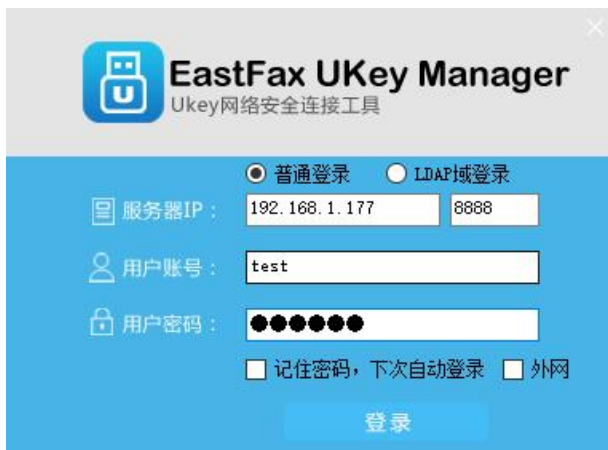 EastFax UKey Manager
Ukey网络安全连接工具
普通登录 LDAP域登录
服务器IP： 192.168.1.177 8888
用户账号： test
用户密码： ●●●●●●
记住密码，下次自动登录 外网
登录